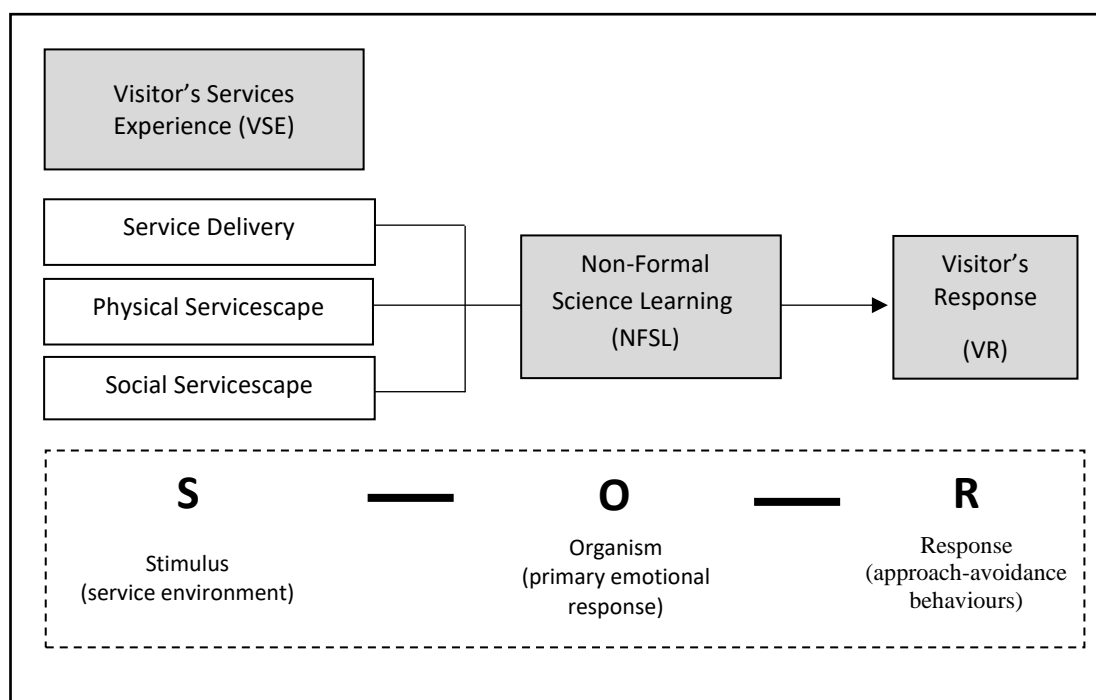 Visitor’s Services
Experience (VSE)
Service Delivery
Physical Servicescape
Social Servicescape
Non-Formal
Science Learning
(NFSL)
Visitor’s
Response
(VR)
S
O
R
Stimulus
(service environment)
Organism
(primary emotional
response)
Response
(approach-avoidance
behaviours)